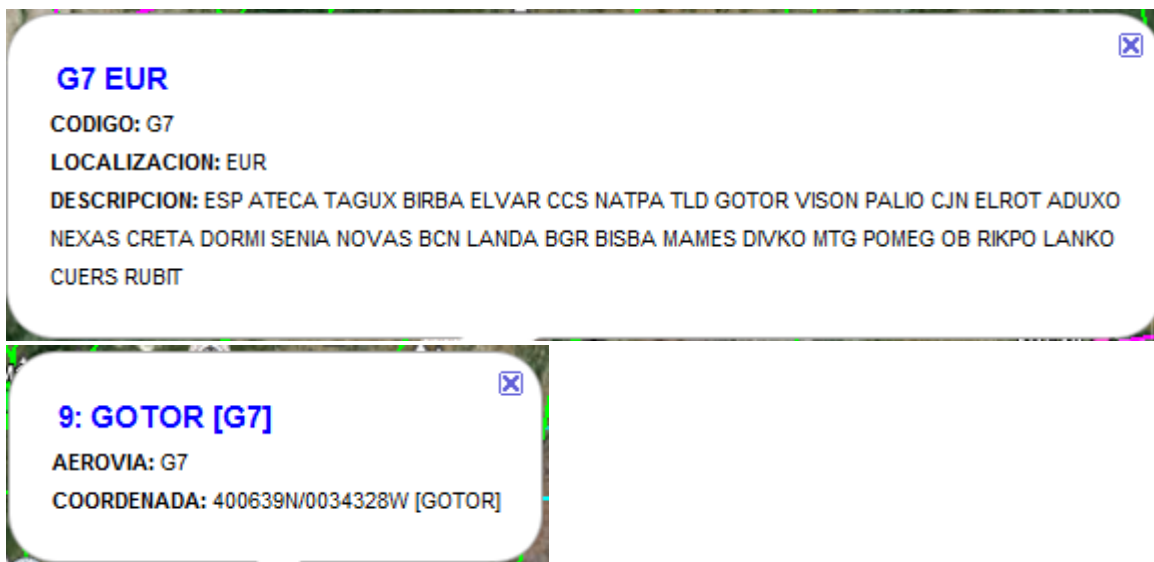 G7 EUR
CODIGO: G7
LOCALIZACION: EUR
DESCRIPCION: ESP ATECA TAGUX BIRBA ELVAR CCS NATPA TLD GOTOR VISON PALIO CJN ELROT ADUXO
NEXAS CRETA DORMI SENIA NOVAS BCN LANDA BGR BISBA MAMES DIVKO MTG POMEG OB RIKPO LANKO
CUERS RUBIT
9: GOTOR [G7]
AEROVIA: G7
COORDENADA: 400639N/0034328W [GOTOR]